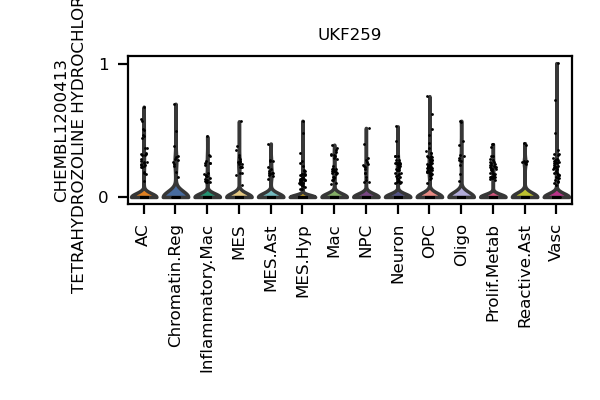 UKF259
CHEMBL1200413
TETRAHYDROZOLINE HYDROCHLOR
1
0
AC
Chromatin.Reg
Inflammatory.Mac
MES
MES.Ast
MES.Hyp
Mac
NPC
Neuron
OPC
Oligo
Prolif.Metab
Reactive.Ast
Vasc